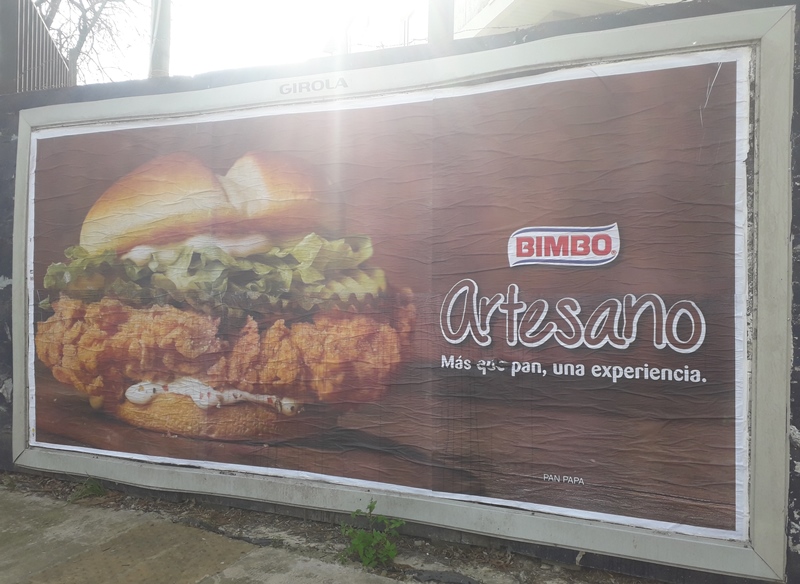 GIROLA
BIMBO
Artesano
Más que pan, una experiencia.
PAN PAPA